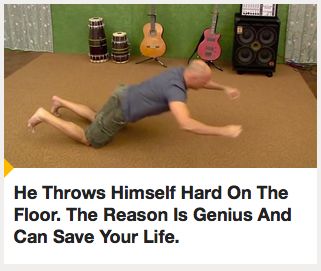 He Throws Himself Hard On The
Floor. The Reason Is Genius And
Can Save Your Life.